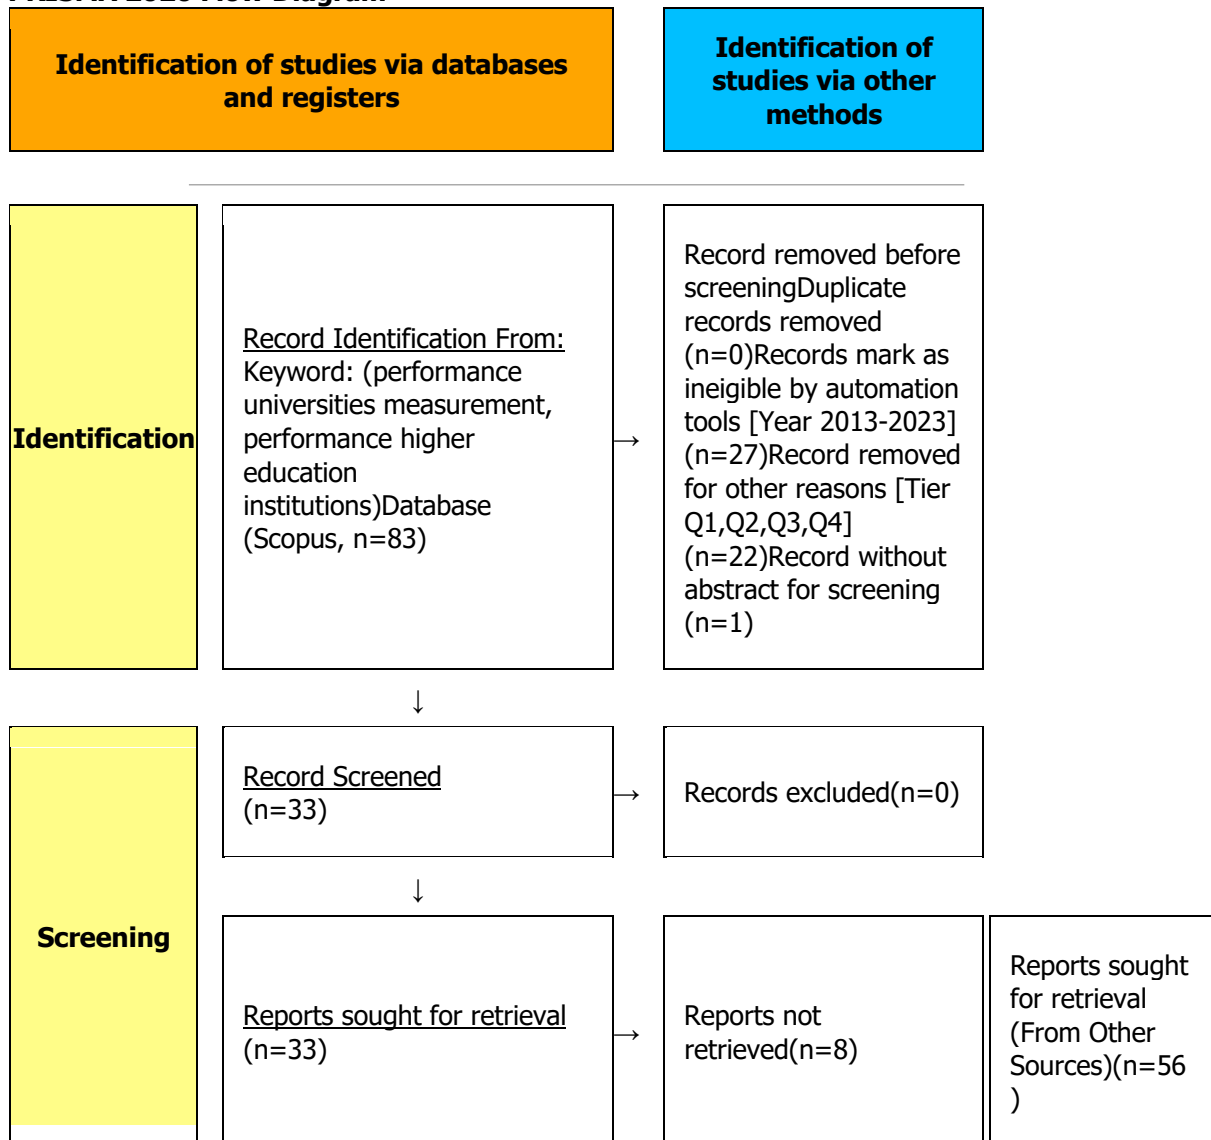 Identification of studies via databases
and registers
Identification of
studies via other
methods
Identification
Record Identification From:
Keyword: (performance
universities measurement,
performance higher
education
institutions)Database
(Scopus, n=83)
→
Record removed before
screeningDuplicate
records removed
(n=0)Records mark as
ineigible by automation
tools [Year 2013-2023]
(n=27)Record removed
for other reasons [Tier
Q1,Q2,Q3,Q4]
(n=22)Record without
abstract for screening
(n=1)
↓
Screening
Record Screened
(n=33)
→
Records excluded(n=0)
↓
Reports sought for retrieval
(n=33)
→
Reports not
retrieved(n=8)
Reports sought
for retrieval
(From Other
Sources)(n=56
)